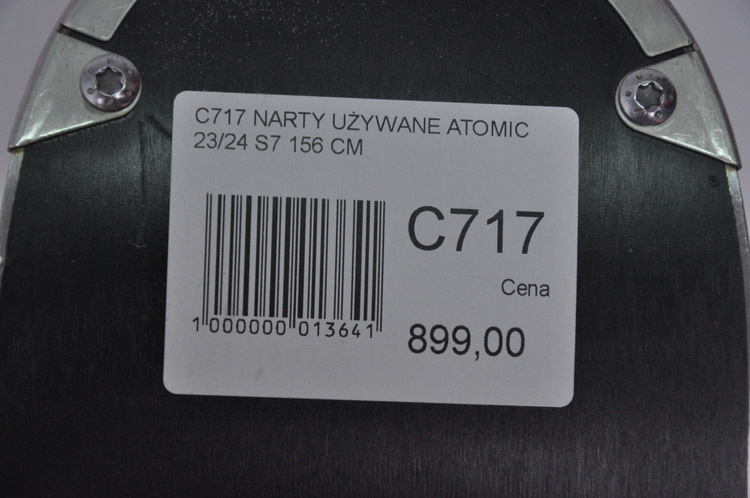 C717 NARTY UŻYWANE ATOMIC
23/24 S7 156 CM
C717
Cena
1 000000 013641
899,00